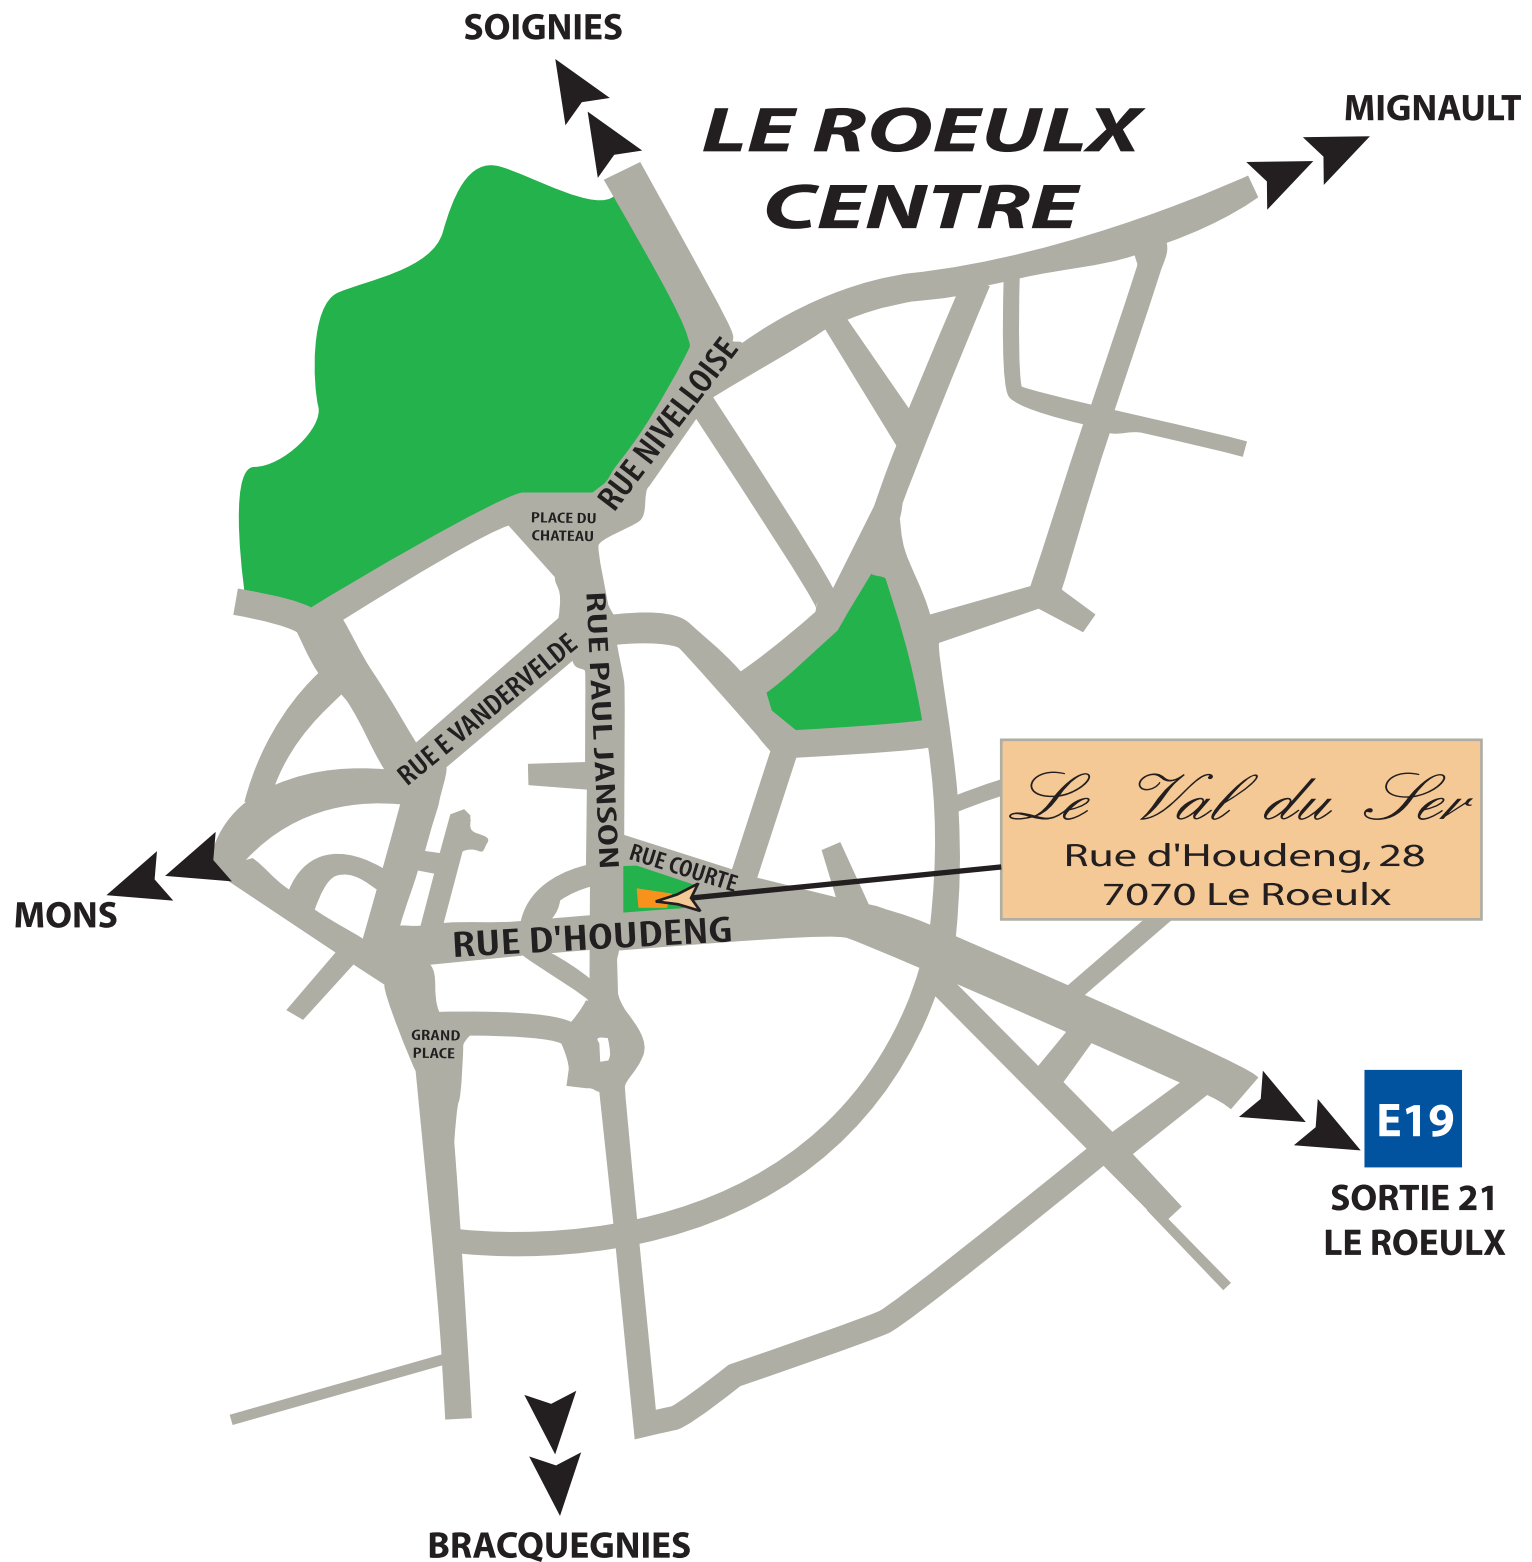 SOIGNIES
MIGNAULT
LE ROEULX
CENTRE
RUE NIVELLOISE
PLACE DU
CHATEAU
RUE PAUL JANSON
RUE E VANDERVELDE
Le Val du Ser
Rue d'Houdeng, 28
7070 Le Roeulx
RUE COURTE
MONS
RUE D'HOUDENG
GRAND
PLACE
E19
SORTIE 21
LE ROEULX
BRACQUEGNIES